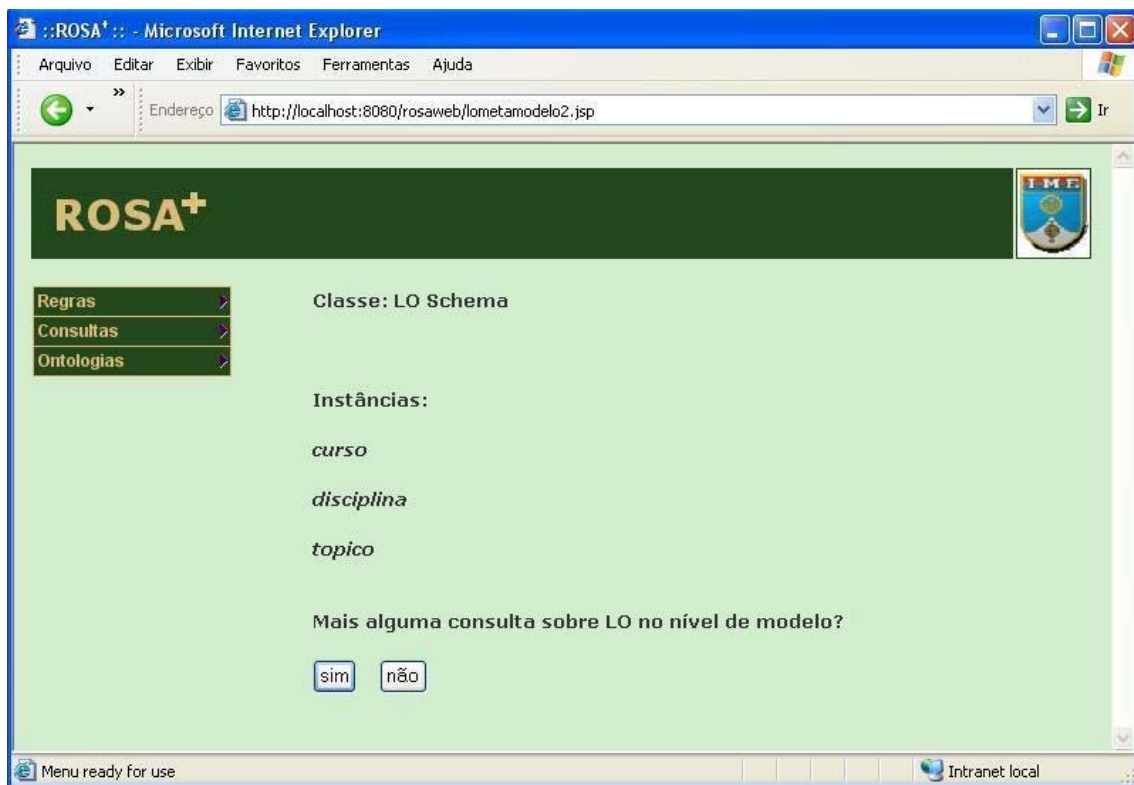 ::ROSA+:: - Microsoft Internet Explorer
Arquivo Editar Exibir Favoritos Ferramentas Ajuda
» Endereço http://localhost:8080/rosaweb/lometamodelo2.jsp Ir
ROSA+
IME
Regras
Consultas
Ontologias
Classe: LO Schema
Instâncias:
curso
disciplina
topico
Mais alguma consulta sobre LO no nível de modelo?
sim não
Menu ready for use Intranet local